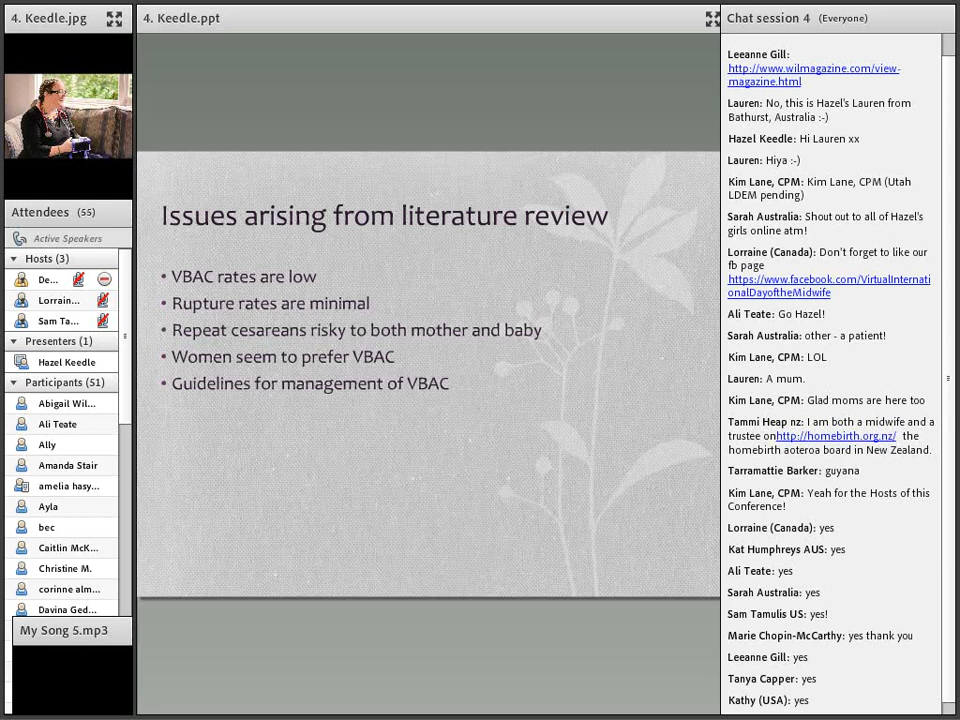 4. Keedle.jpg
Attendees (55)
Active Speakers
Hosts (3)
De...
Lorrain...
Sam Ta...
Presenters (1)
Hazel Keedle
Participants (51)
Abigail Wil...
Ali Teate
Ally
Amanda Stair
amelia hasy...
Ayla
bec
Caitlin McK...
Christine M.
corinne alm...
Davina Ged...
My Song 5.mp3
4. Keedle.ppt
Issues arising from literature review
• VBAC rates are low
• Rupture rates are minimal
• Repeat cesareans risky to both mother and baby
• Women seem to prefer VBAC
• Guidelines for management of VBAC
Chat session 4 (Everyone)
Leeanne Gill:
http://www.wilmagazine.com/view-
magazine.html
Lauren: No, this is Hazel's Lauren from
Bathurst, Australia :-)
Hazel Keedle: Hi Lauren xx
Lauren: Hiya :-)
Kim Lane, CPM: Kim Lane, CPM (Utah
LDEM pending)
Sarah Australia: Shout out to all of Hazel's
girls online atm!
Lorraine (Canada): Don't forget to like our
fb page
https://www.facebook.com/VirtualInternati
onalDayoftheMidwife
Ali Teate: Go Hazel!
Sarah Australia: other - a patient!
Kim Lane, CPM: LOL
Lauren: A mum.
Kim Lane, CPM: Glad moms are here too
Tammi Heap nz: I am both a midwife and a
trustee onhttp://homebirth.org.nz/ the
homebirth aoteroa board in New Zealand.
Tarramattie Barker: guyana
Kim Lane, CPM: Yeah for the Hosts of this
Conference!
Lorraine (Canada): yes
Kat Humphreys AUS: yes
Ali Teate: yes
Sarah Australia: yes
Sam Tamulis US: yes!
Marie Chopin-McCarthy: yes thank you
Leeanne Gill: yes
Tanya Capper: yes
Kathy (USA): yes